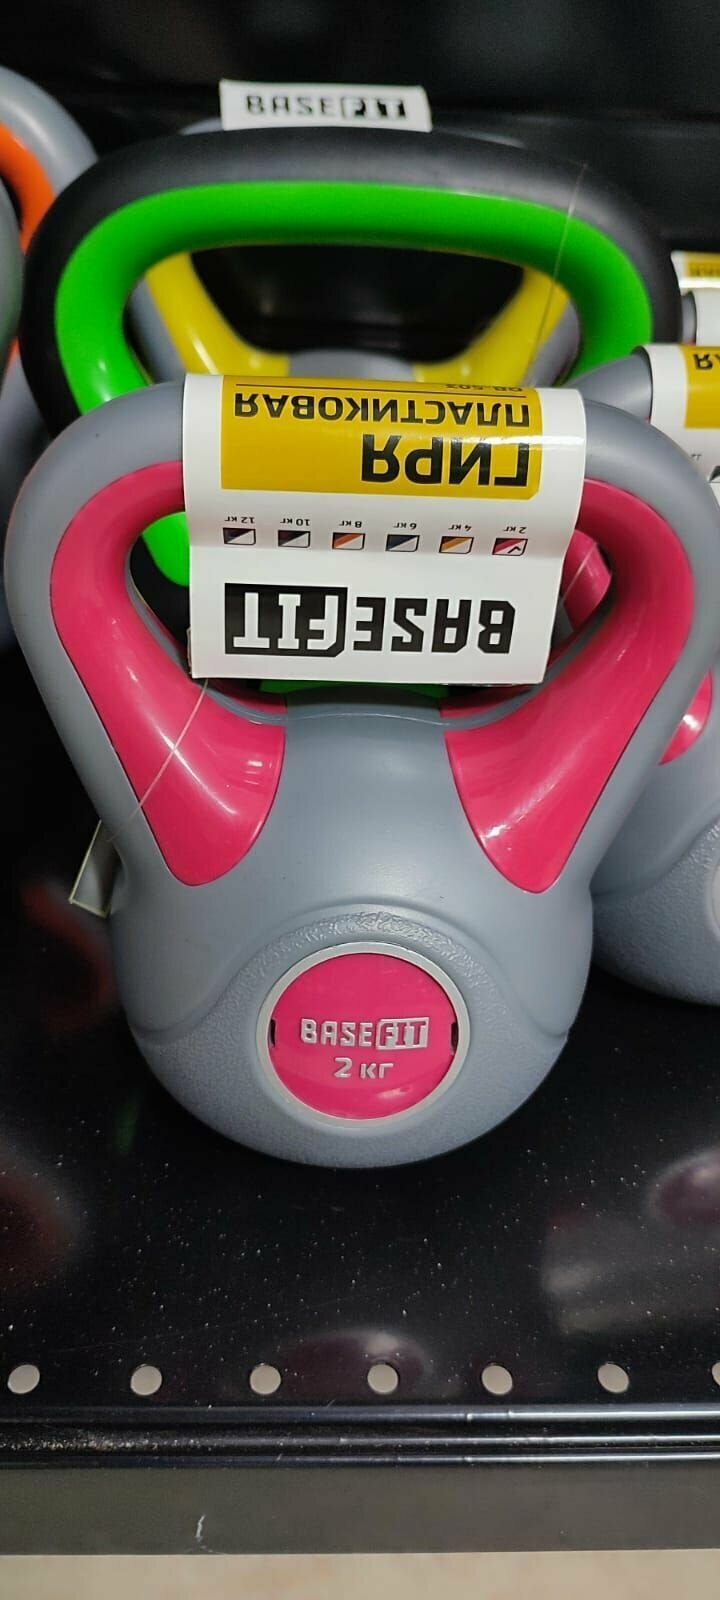 BASEFIT
ГИРЯ
ПЛАСТИКОВАЯ
2 кг
4 кг
6 кг
8 кг
10 кг
12 кг
BASEFIT
BASEFIT
2 кг